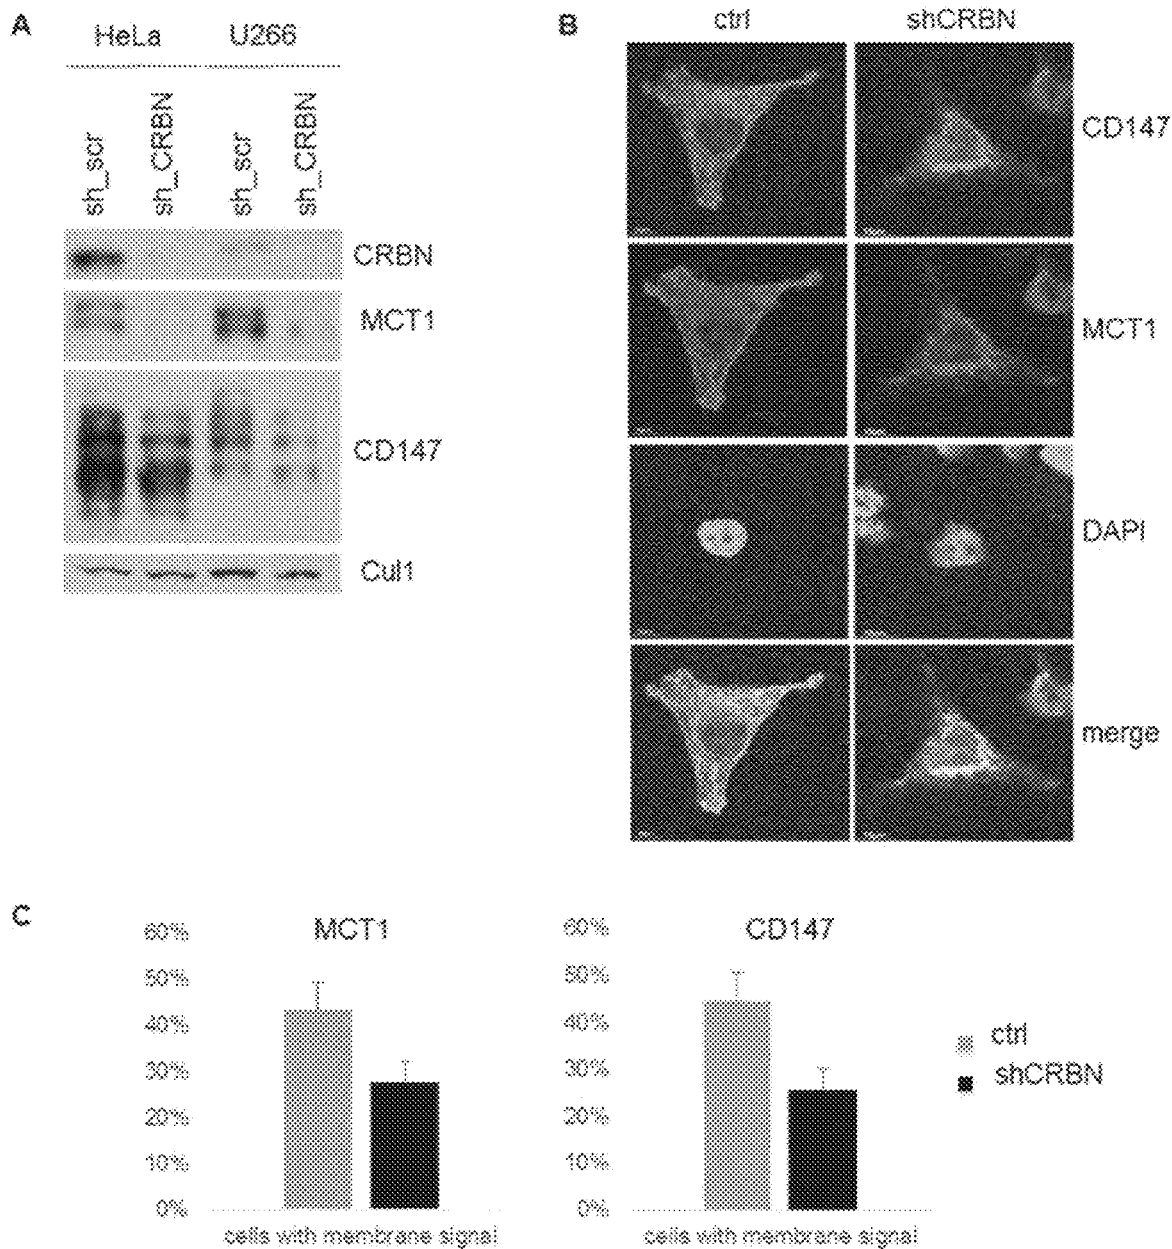 A
HeLa U266
sh_scr sh_CRBN sh_scr sh_CRBN
CRBN
MCT1
CD147
Cul1
B
ctrl shCRBN
CD147
MCT1
DAPI
merge
C
MCT1
60%
50%
40%
30%
20%
10%
0%
cells with membrane signal
CD147
60%
50%
40%
30%
20%
10%
0%
cells with membrane signal
ctrl
shCRBN